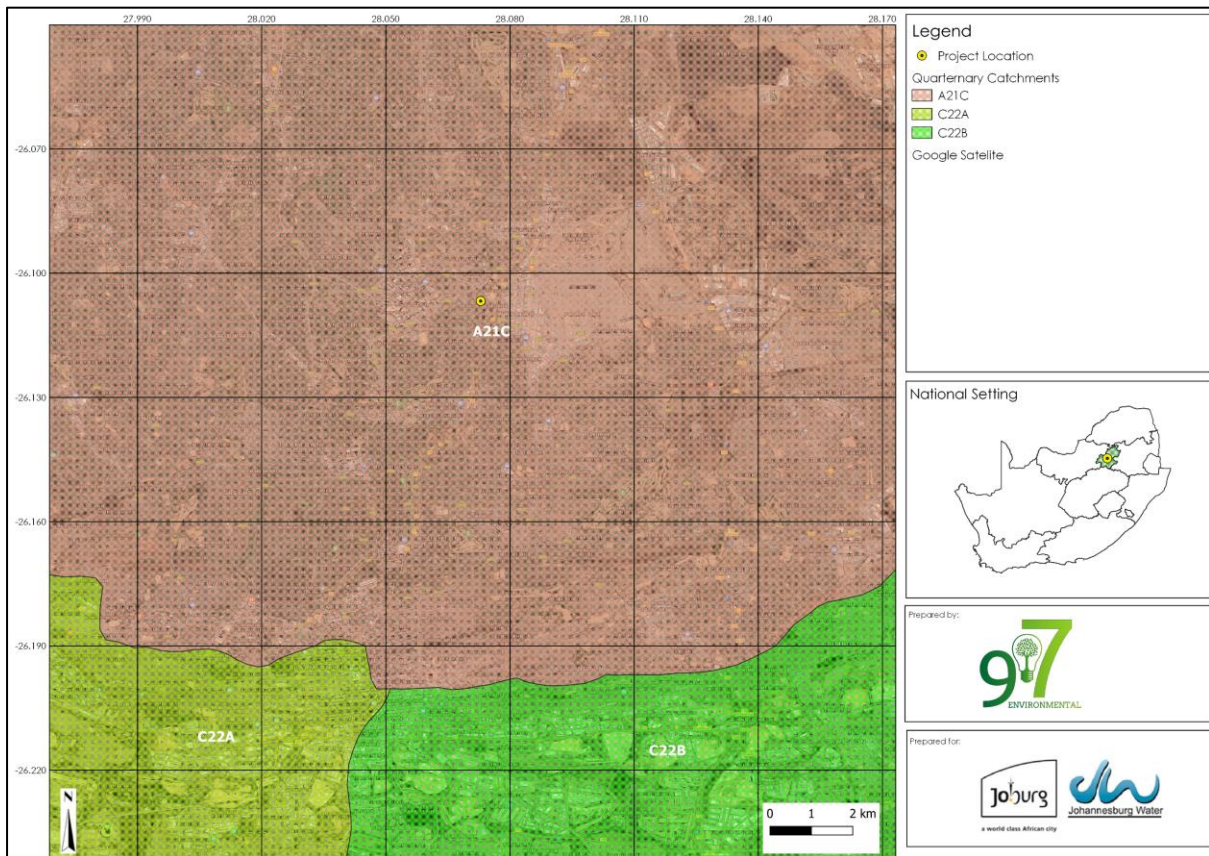 27.990 28.020 28.050 28.080 28.110 28.140 28.170
-26.070
-26.100
-26.130
-26.160
-26.190
-26.220
A21C
C22A
C22B
N
0 1 2 km
Legend
Project Location
Quarternary Catchments
A21C
C22A
C22B
Google Satelite
National Setting
Prepared by:
97
ENVIRONMENTAL
Prepared for:
Joburg
a world class African city
Johannesburg Water